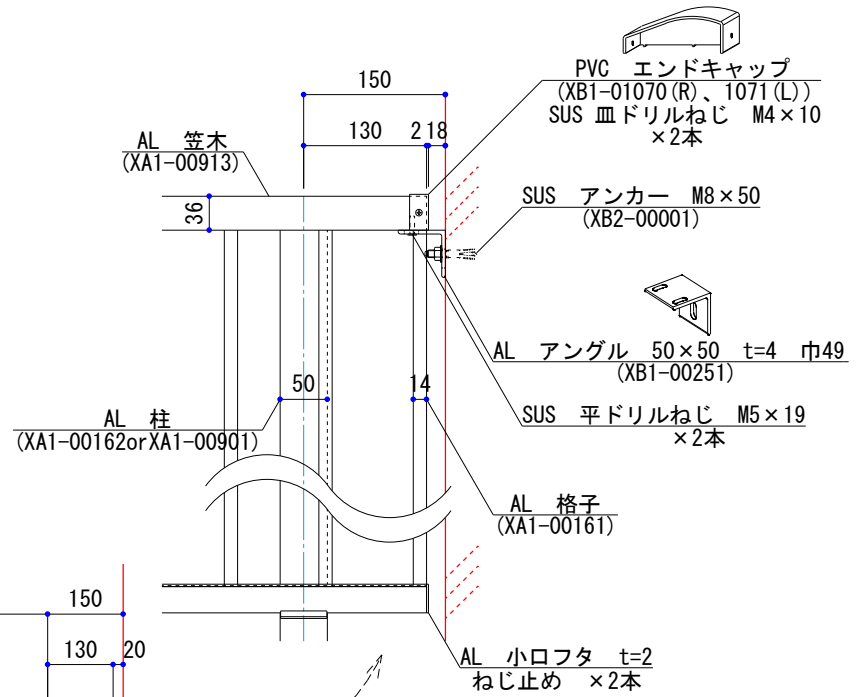 PVC エンドキャップ
(XB1-01070(R)、1071(L))
SUS 皿ドリルねじ M4×10
×2本
150
130
2
18
AL 笠木
(XA1-00913)
36
SUS アンカー M8×50
(XB2-00001)
AL アングル 50×50 t=4 巾49
(XB1-00251)
50
14
AL 柱
(XA1-00162orXA1-00901)
SUS 平ドリルねじ M5×19
×2本
AL 格子
(XA1-00161)
150
130
20
AL 小口フタ t=2
ねじ止め ×2本